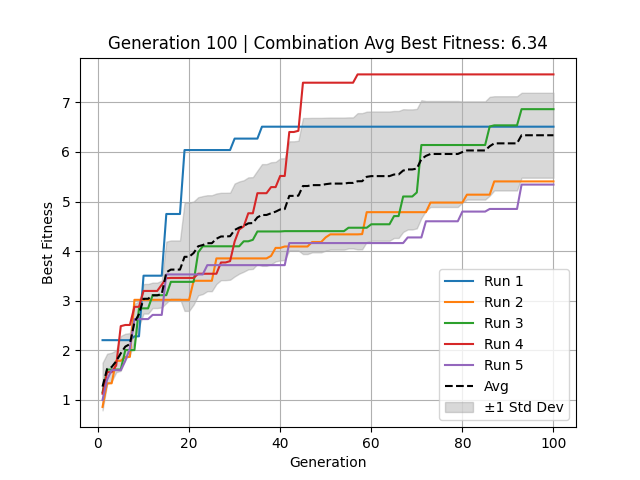 Generation 100 | Combination Avg Best Fitness: 6.34
Best Fitness
7
6
5
4
3
2
1
0
20
40
60
80
100
Generation
Run 1
Run 2
Run 3
Run 4
Run 5
Avg
±1 Std Dev